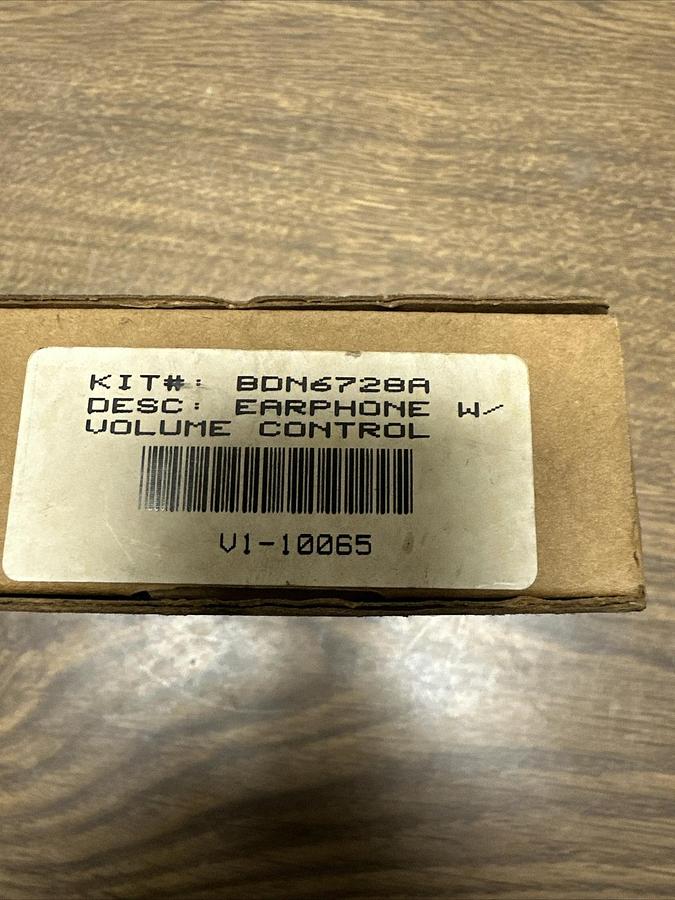 KIT#: BDN6728A
DESC: EARPHONE W/
VOLUME CONTROL
V1-10065